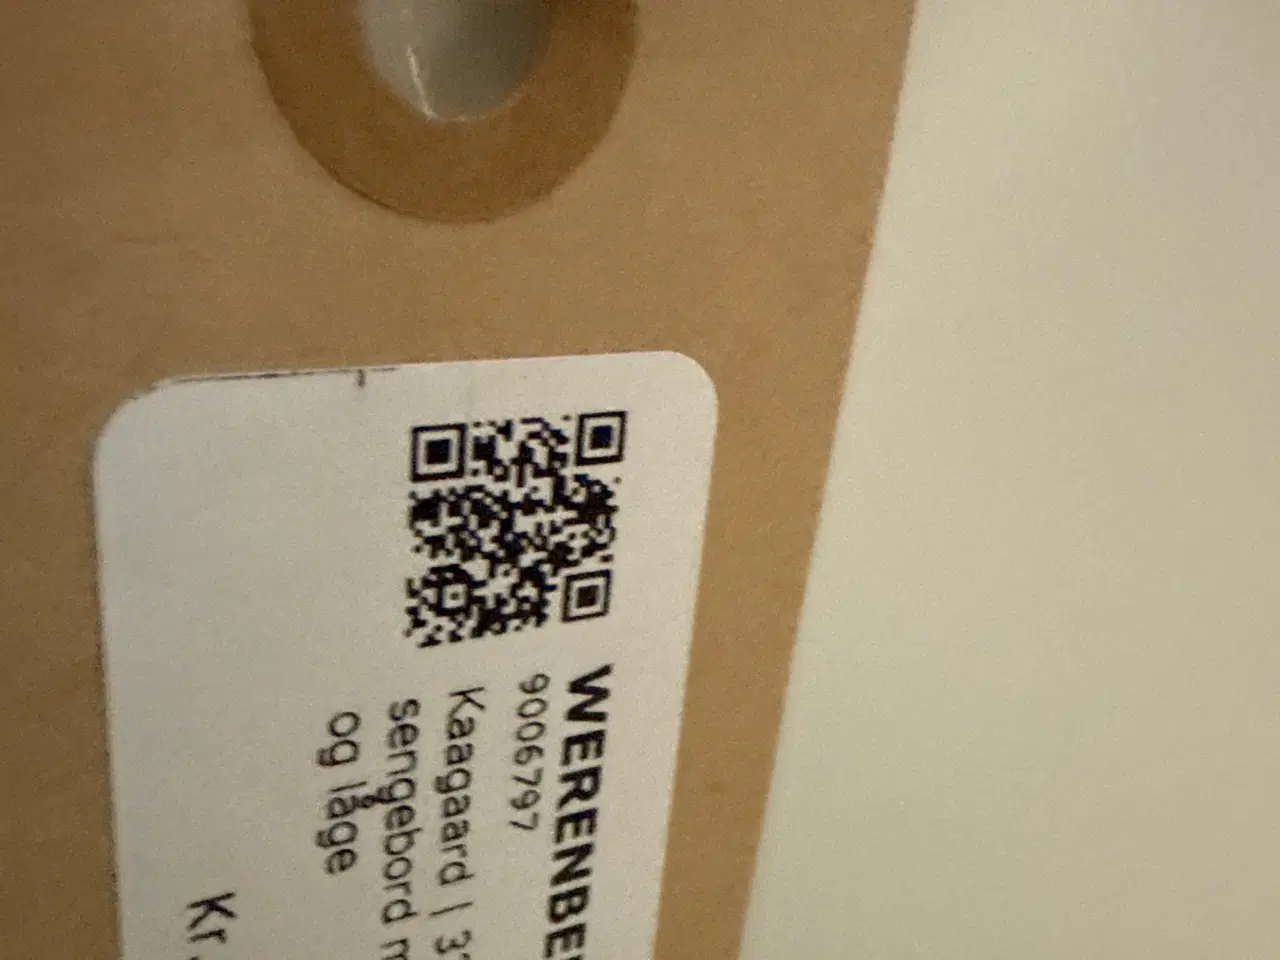 WERENBE
9006797
Kaagaard | 3
sengebord m
og låge
Kr.